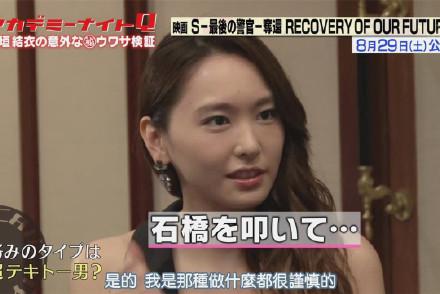 アカデミーナイトQ
垣 結衣の意外な㊙ウワサ検証
映画 S－最後の警官－奪還 RECOVERY OF OUR FUTUR
8月29日(土)公
石橋を叩いて…
好みのタイプは
超テキトー男?
是的 我是那種做什麼都很謹慎的